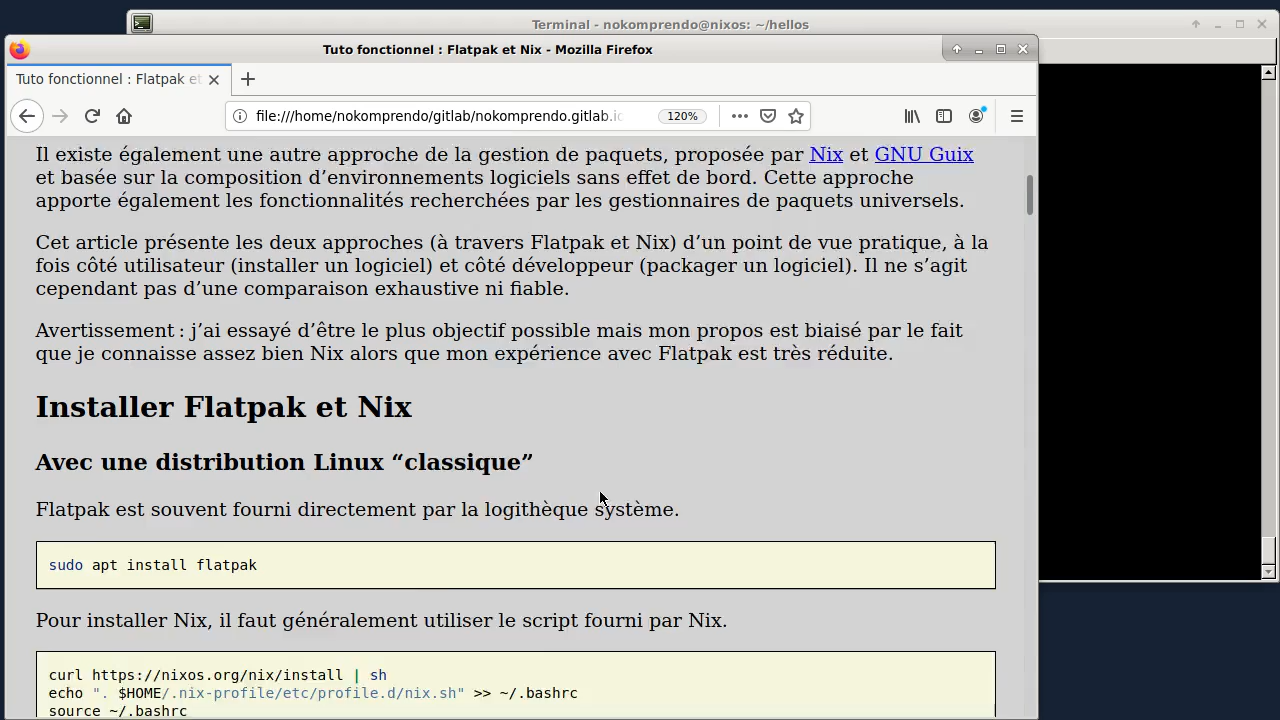 Terminal - nokomprendo@nixos: ~/hellos
Tuto fonctionnel : Flatpak et Nix - Mozilla Firefox
Tuto fonctionnel : Flatpak et
file:///home/nokomprendo/gitlab/nokomprendo.gitlab.io
120%
Il existe également une autre approche de la gestion de paquets, proposée par Nix et GNU Guix
et basée sur la composition d’environnements logiciels sans effet de bord. Cette approche
apporte également les fonctionnalités recherchées par les gestionnaires de paquets universels.
Cet article présente les deux approches (à travers Flatpak et Nix) d’un point de vue pratique, à la
fois côté utilisateur (installer un logiciel) et côté développeur (packager un logiciel). Il ne s’agit
cependant pas d’une comparaison exhaustive ni fiable.
Avertissement : j’ai essayé d’être le plus objectif possible mais mon propos est biaisé par le fait
que je connaisse assez bien Nix alors que mon expérience avec Flatpak est très réduite.
Installer Flatpak et Nix
Avec une distribution Linux “classique”
Flatpak est souvent fourni directement par la logithèque système.
sudo apt install flatpak
Pour installer Nix, il faut généralement utiliser le script fourni par Nix.
curl https://nixos.org/nix/install | sh
echo ". $HOME/.nix-profile/etc/profile.d/nix.sh" >> ~/.bashrc
source ~/.bashrc